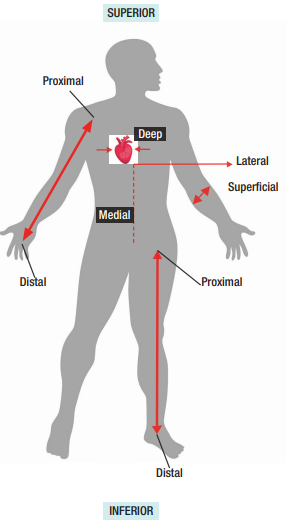 SUPERIOR
Proximal
Deep
Lateral
Superficial
Medial
Distal
Proximal
Distal
INFERIOR